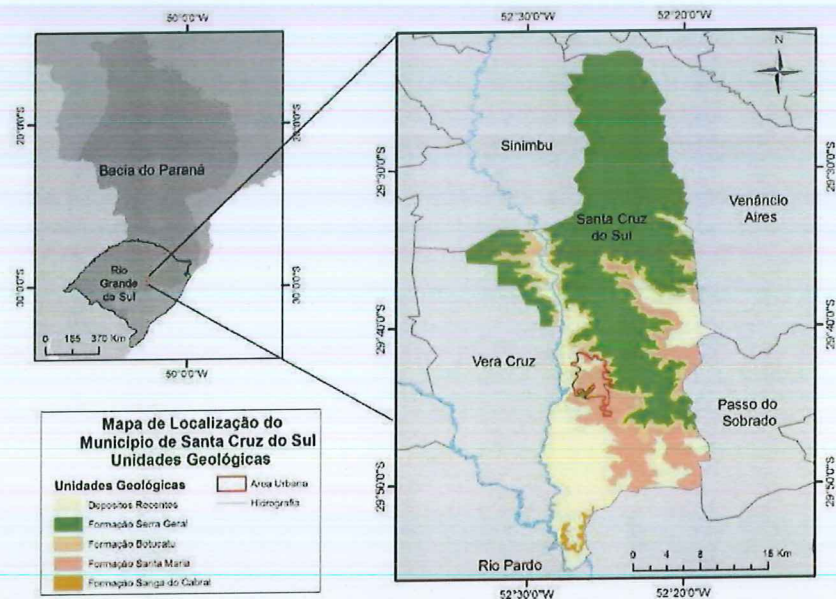 50°0'0"W
20°0'0"S
20°0'0"S
Bacia do Paraná
Rio
Grande
do Sul
30°0'0"S
30°0'0"S
0 185 370 Km
50°0'0"W
52°30'0"W
52°20'0"W
N
Sinimbu
29°30'0"S
29°30'0"S
Venâncio
Aires
Santa Cruz
do Sul
29°40'0"S
29°40'0"S
Vera Cruz
Passo do
Sobrado
29°50'0"S
29°50'0"S
Rio Pardo
0 4 8 16 Km
52°30'0"W
52°20'0"W
Mapa de Localização do
Município de Santa Cruz do Sul
Unidades Geológicas
Unidades Geológicas
Depositos Recentes
Formação Serra Geral
Formação Botucatu
Formação Santa Maria
Formação Sanga do Cabral
Area Urbana
Hidrografia